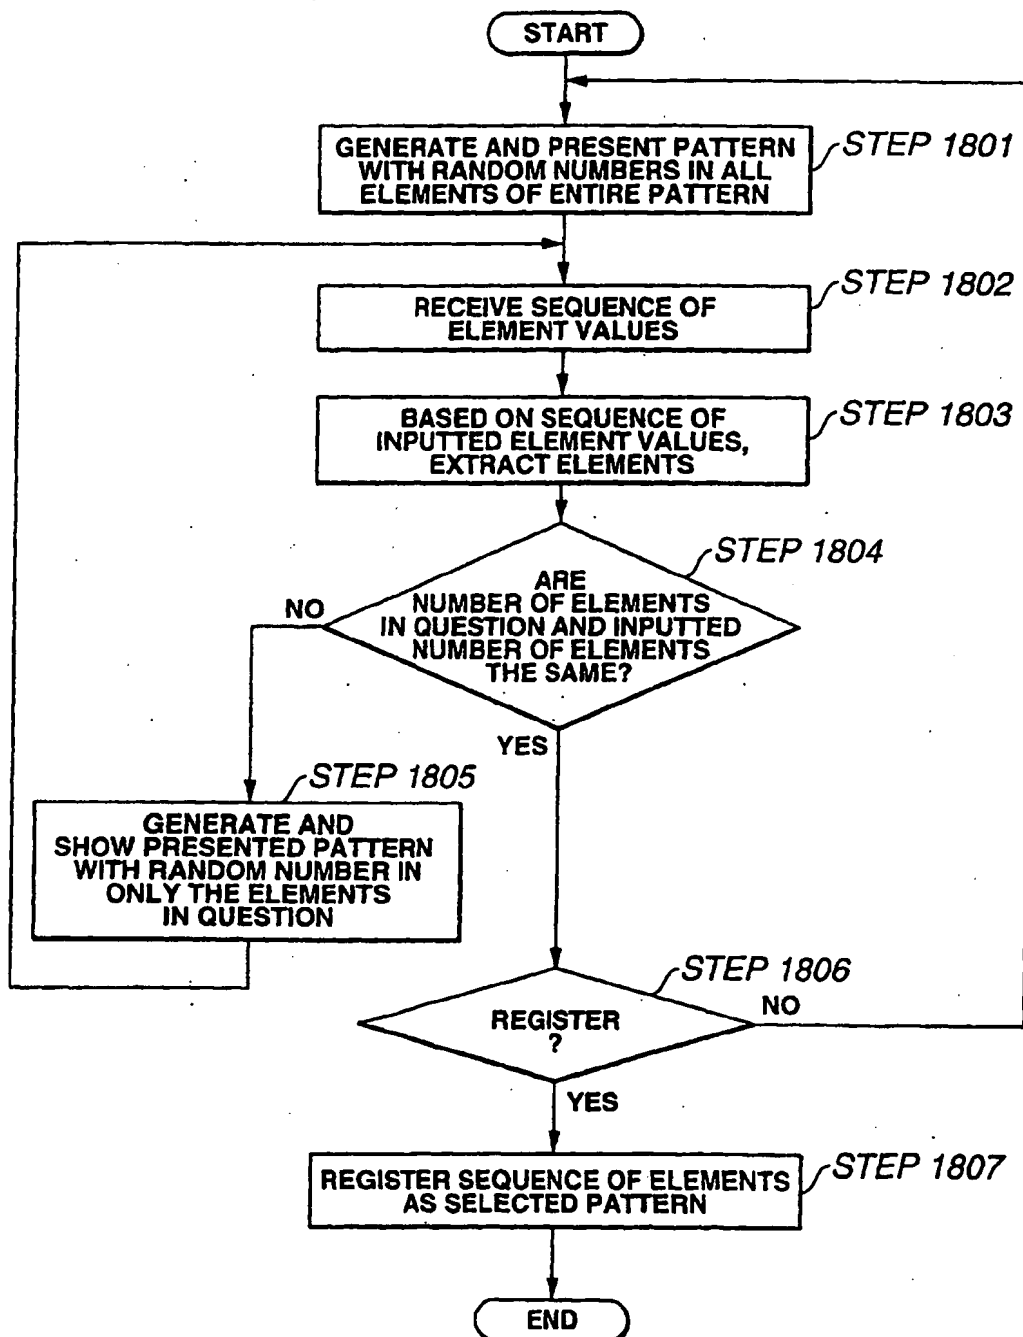 START
GENERATE AND PRESENT PATTERN
WITH RANDOM NUMBERS IN ALL
ELEMENTS OF ENTIRE PATTERN
STEP 1801
RECEIVE SEQUENCE OF
ELEMENT VALUES
STEP 1802
BASED ON SEQUENCE OF
INPUTTED ELEMENT VALUES,
EXTRACT ELEMENTS
STEP 1803
ARE
NUMBER OF ELEMENTS
IN QUESTION AND INPUTTED
NUMBER OF ELEMENTS
THE SAME?
STEP 1804
NO
YES
STEP 1805
GENERATE AND
SHOW PRESENTED PATTERN
WITH RANDOM NUMBER IN
ONLY THE ELEMENTS
IN QUESTION
STEP 1806
REGISTER
?
NO
YES
REGISTER SEQUENCE OF ELEMENTS
AS SELECTED PATTERN
STEP 1807
END